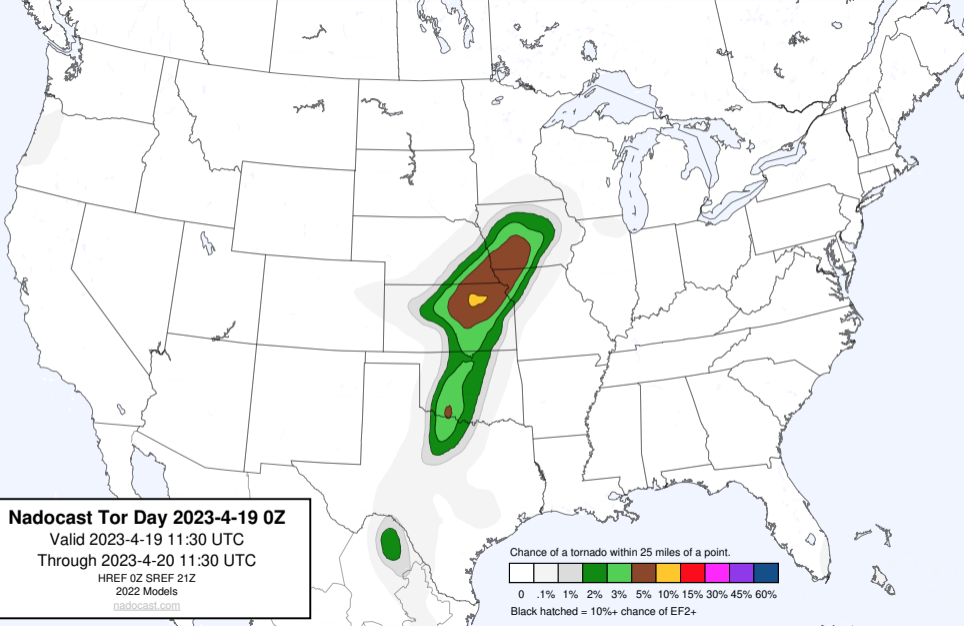 Nadocast Tor Day 2023-4-19 0Z
Valid 2023-4-19 11:30 UTC
Through 2023-4-20 11:30 UTC
HREF 0Z SREF 21Z
2022 Models
nadocast.com
Chance of a tornado within 25 miles of a point.
0 .1% 1% 2% 3% 5% 10% 15% 30% 45% 60%
Black hatched = 10%+ chance of EF2+